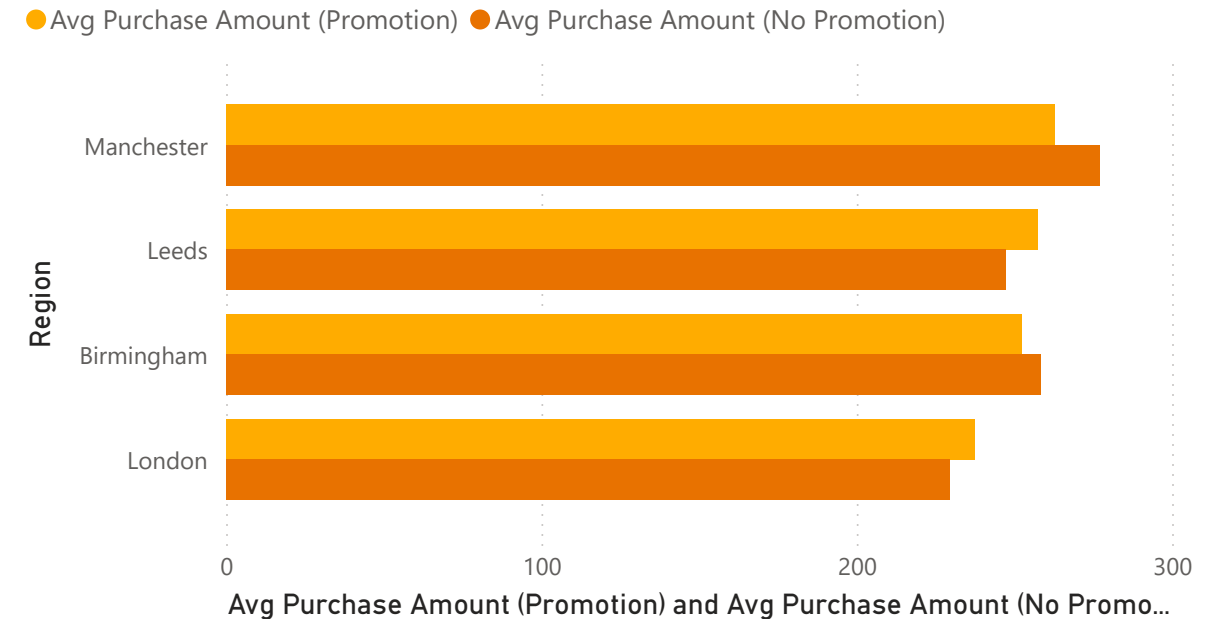 Avg Purchase Amount (Promotion) Avg Purchase Amount (No Promotion)
Region
Manchester
Leeds
Birmingham
London
0 100 200 300
Avg Purchase Amount (Promotion) and Avg Purchase Amount (No Promo...